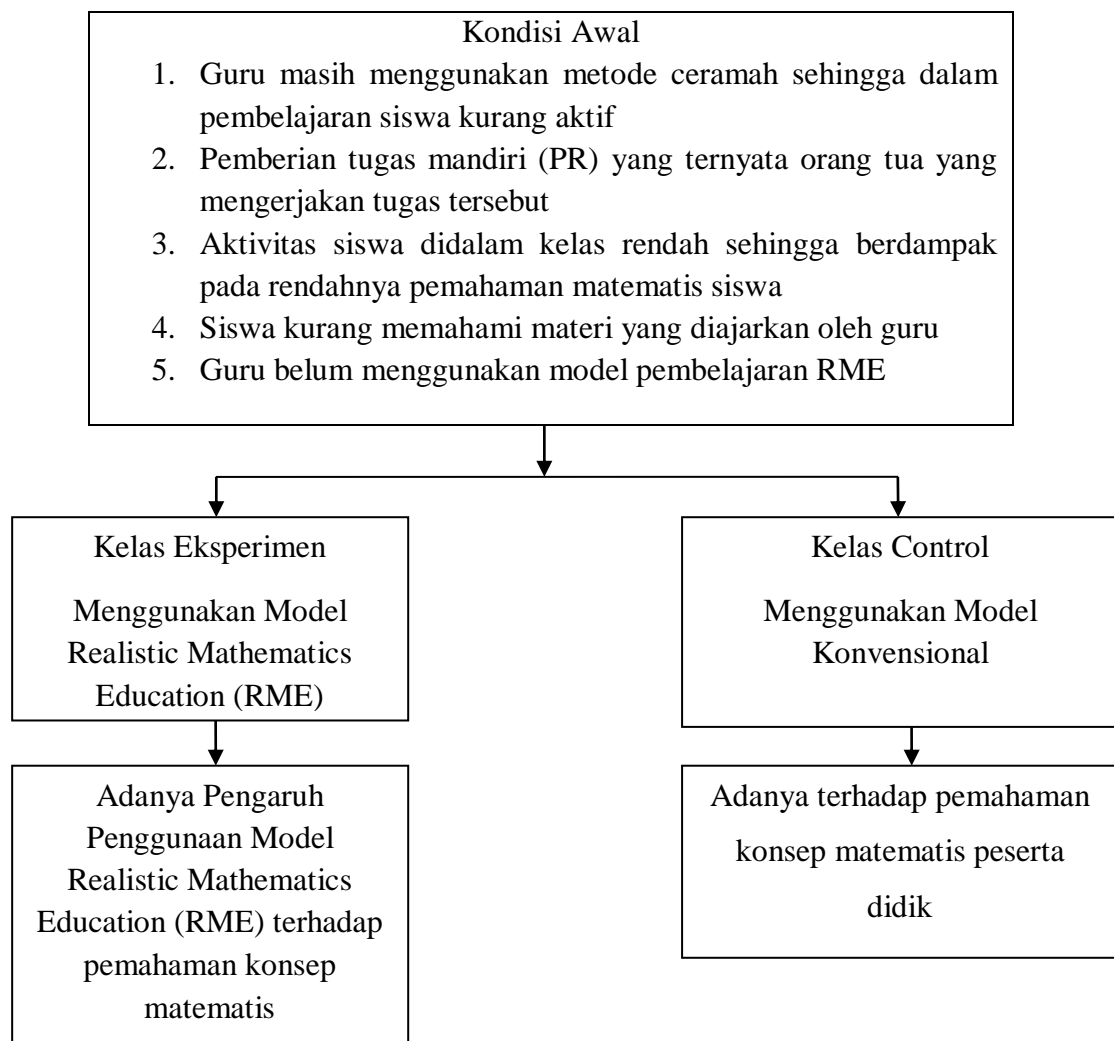 Kondisi Awal
1. Guru masih menggunakan metode ceramah sehingga dalam
pembelajaran siswa kurang aktif
2. Pemberian tugas mandiri (PR) yang ternyata orang tua yang
mengerjakan tugas tersebut
3. Aktivitas siswa didalam kelas rendah sehingga berdampak
pada rendahnya pemahaman matematis siswa
4. Siswa kurang memahami materi yang diajarkan oleh guru
5. Guru belum menggunakan model pembelajaran RME
Kelas Eksperimen
Menggunakan Model
Realistic Mathematics
Education (RME)
Kelas Control
Menggunakan Model
Konvensional
Adanya Pengaruh
Penggunaan Model
Realistic Mathematics
Education (RME) terhadap
pemahaman konsep
matematis
Adanya terhadap pemahaman
konsep matematis peserta
didik